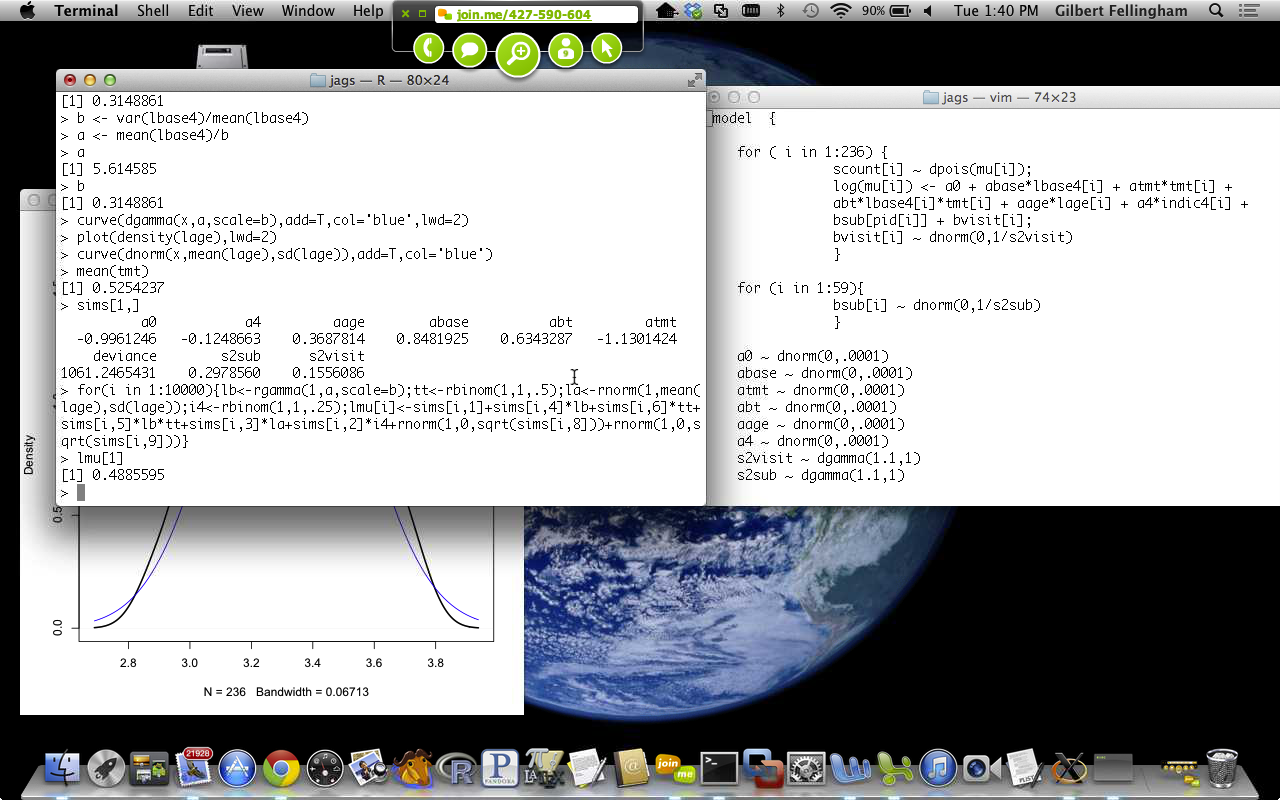 Terminal Shell Edit View Window Help
join.me/427-590-604
90% Tue 1:40 PM Gilbert Fellingham
jags — R — 80×24
[1] 0.3148861
> b <- var(lbase4)/mean(lbase4)
> a <- mean(lbase4)/b
> a
[1] 5.614585
> b
[1] 0.3148861
> curve(dgamma(x,a,scale=b),add=T,col='blue',lwd=2)
> plot(density(lage),lwd=2)
> curve(dnorm(x,mean(lage),sd(lage)),add=T,col='blue')
> mean(tmt)
[1] 0.5254237
> sims[1,]
a0 a4 aage abase abt atmt
-0.9961246 -0.1248663 0.3687814 0.8481925 0.6343287 -1.1301424
deviance s2sub s2visit
1061.2465431 0.2978560 0.1556086
> for(i in 1:10000){lb<-rgamma(1,a,scale=b);tt<-rbinom(1,1,.5);la<-rnorm(1,mean(
lage),sd(lage));i4<-rbinom(1,1,.25);lmu[i]<-sims[i,1]+sims[i,4]*lb+sims[i,6]*tt+
sims[i,5]*lb*tt+sims[i,3]*la+sims[i,2]*i4+rnorm(1,0,sqrt(sims[i,8]))+rnorm(1,0,s
qrt(sims[i,9]))}
> lmu[1]
[1] 0.4885595
>
jags — vim — 74×23
model {
for ( i in 1:236) {
scount[i] ~ dpois(mu[i]);
log(mu[i]) <- a0 + abase*lbase4[i] + atmt*tmt[i] +
abt*lbase4[i]*tmt[i] + aage*lage[i] + a4*indic4[i] +
bsub[pid[i]] + bvisit[i];
bvisit[i] ~ dnorm(0,1/s2visit)
}
for (i in 1:59){
bsub[i] ~ dnorm(0,1/s2sub)
}
a0 ~ dnorm(0,.0001)
abase ~ dnorm(0,.0001)
atmt ~ dnorm(0,.0001)
abt ~ dnorm(0,.0001)
aage ~ dnorm(0,.0001)
a4 ~ dnorm(0,.0001)
s2visit ~ dgamma(1.1,1)
s2sub ~ dgamma(1.1,1)
Density
0.0
2.8 3.0 3.2 3.4 3.6 3.8
N = 236 Bandwidth = 0.06713
21928
PANDORA
join
me
PLIST